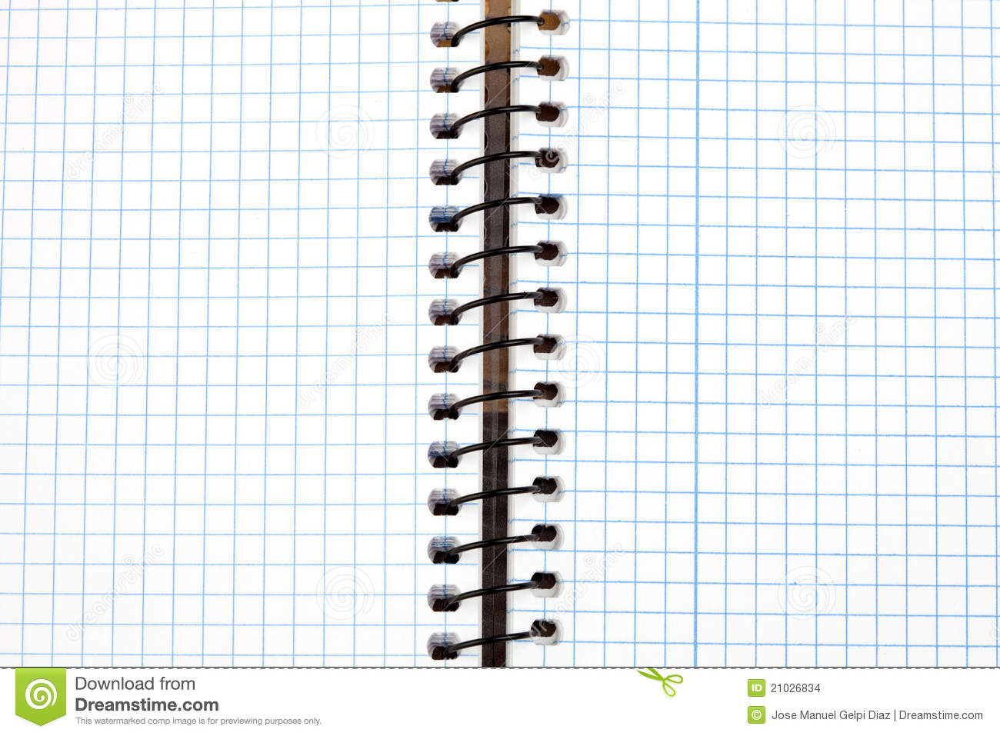 Download from
Dreamstime.com
This watermarked comp image is for previewing purposes only.
ID 21026834
© Jose Manuel Gelpi Diaz | Dreamstime.com